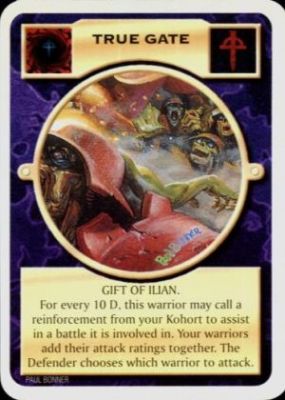 TRUE GATE
BONNER
GIFT OF ILIAN.
For every 10 D, this warrior may call a
reinforcement from your Kohort to assist
in a battle it is involved in. Your warriors
add their attack ratings together. The
Defender chooses which warrior to attack.
PAUL BONNER